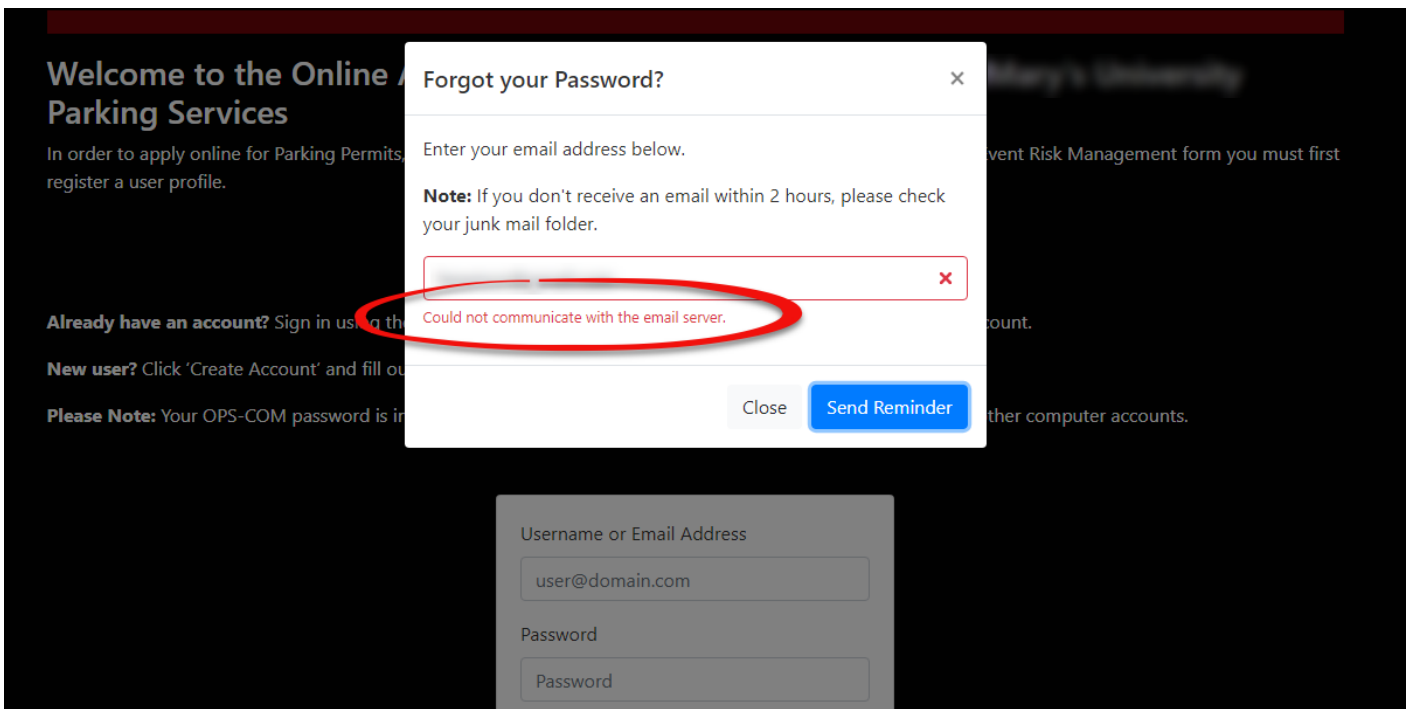 Welcome to the Online
Parking Services
In order to apply online for Parking Permits, vent Risk Management form you must first
register a user profile.
Already have an account? Sign in using the count.
New user? Click ‘Create Account’ and fill ou
Please Note: Your OPS-COM password is in ther computer accounts.
Forgot your Password?
×
Enter your email address below.
Note: If you don't receive an email within 2 hours, please check
your junk mail folder.
Could not communicate with the email server.
Close Send Reminder
Username or Email Address
user@domain.com
Password
Password